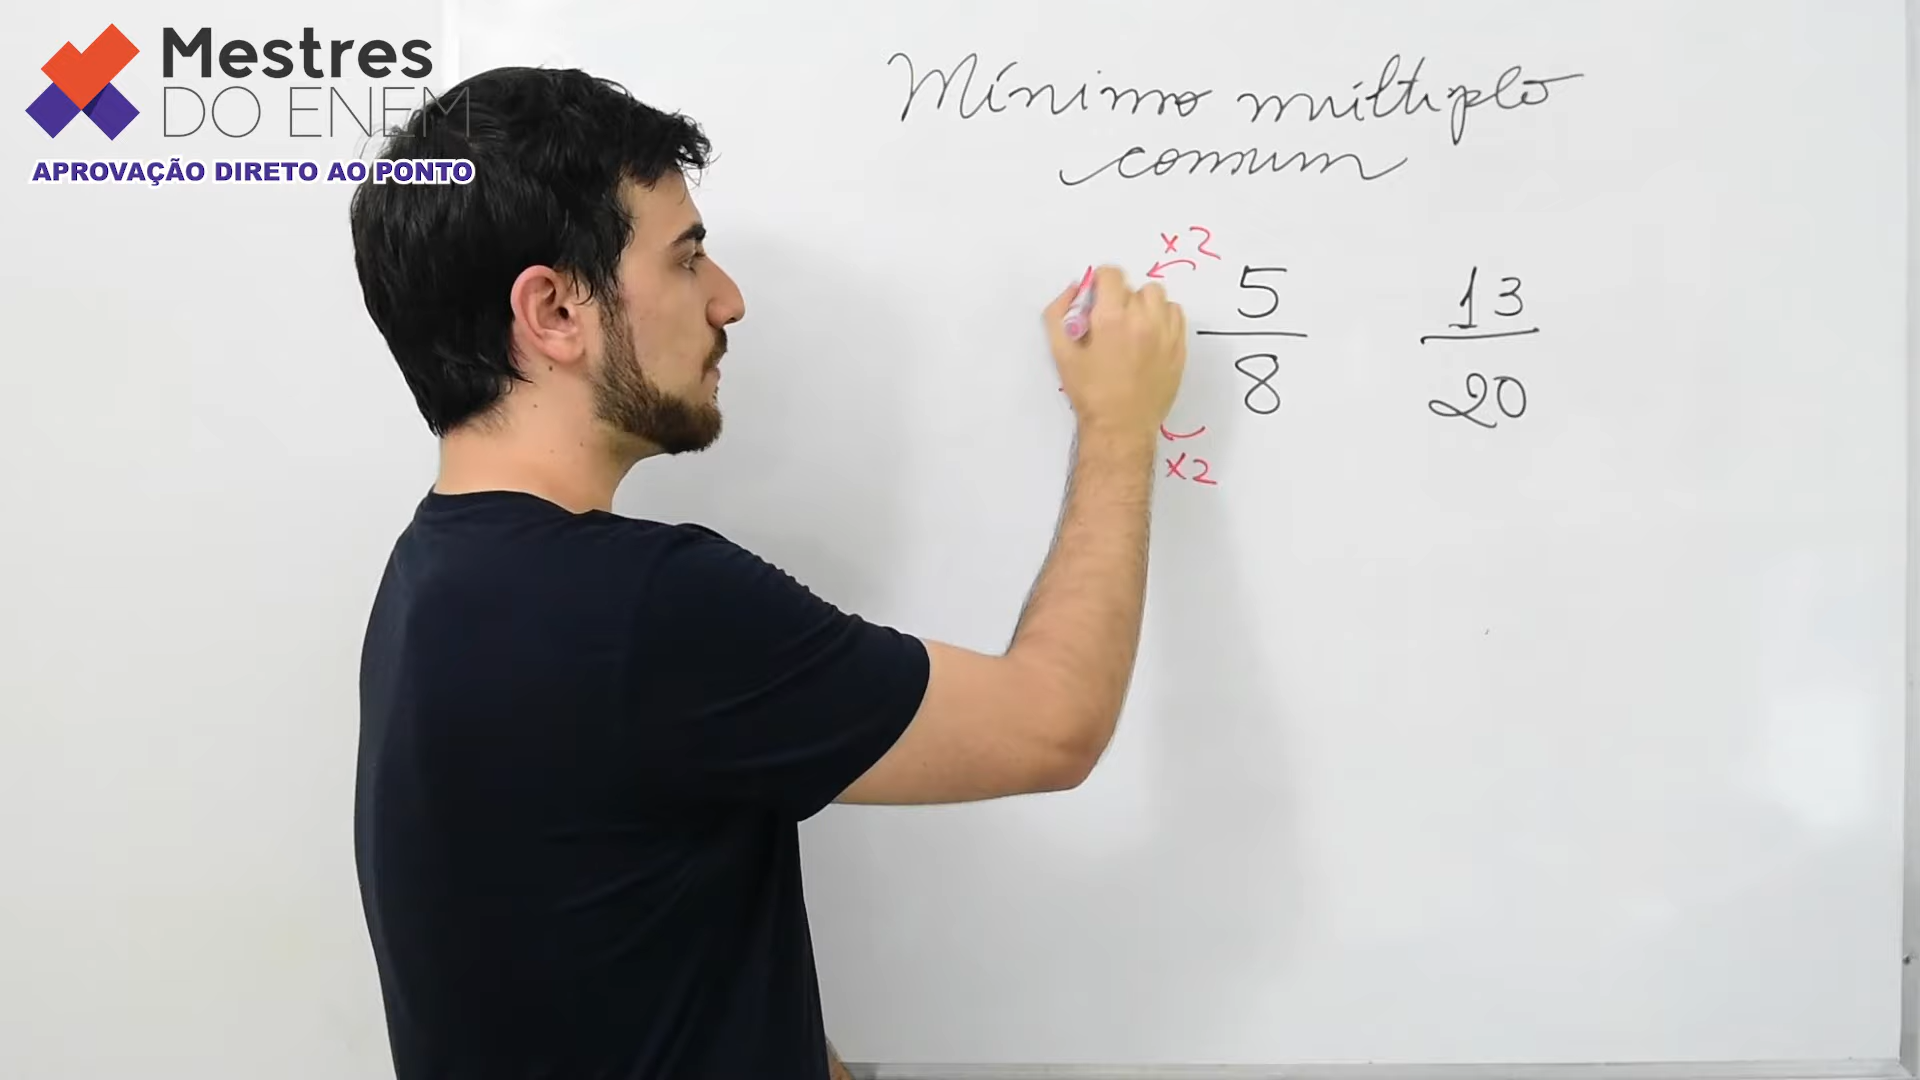 Mestres
DO ENEM
APROVAÇÃO DIRETO AO PONTO
Mínimo múltiplo
comum
x2
5 13
8 20
x2